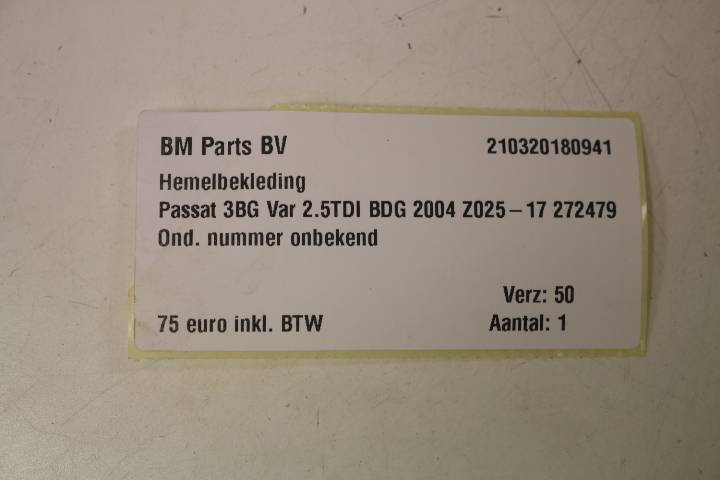 BM Parts BV 210320180941
Hemelbekleding
Passat 3BG Var 2.5TDI BDG 2004 Z025-17 272479
Ond. nummer onbekend
Verz: 50
75 euro inkl. BTW Aantal: 1